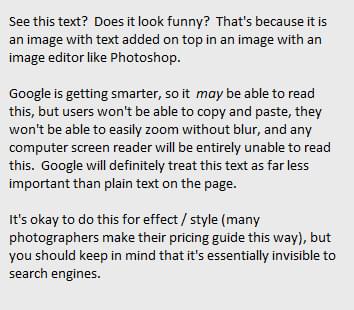 See this text?  Does it look funny?  That's because it is
an image with text added on top in an image with an
image editor like Photoshop.

Google is getting smarter, so it  may be able to read
this, but users won't be able to copy and paste, they
won't be able to easily zoom without blur, and any
computer screen reader will be entirely unable to read
this.  Google will definitely treat this text as far less
important than plain text on the page.

It's okay to do this for effect / style (many
photographers make their pricing guide this way), but
you should keep in mind that it's essentially invisible to
search engines.